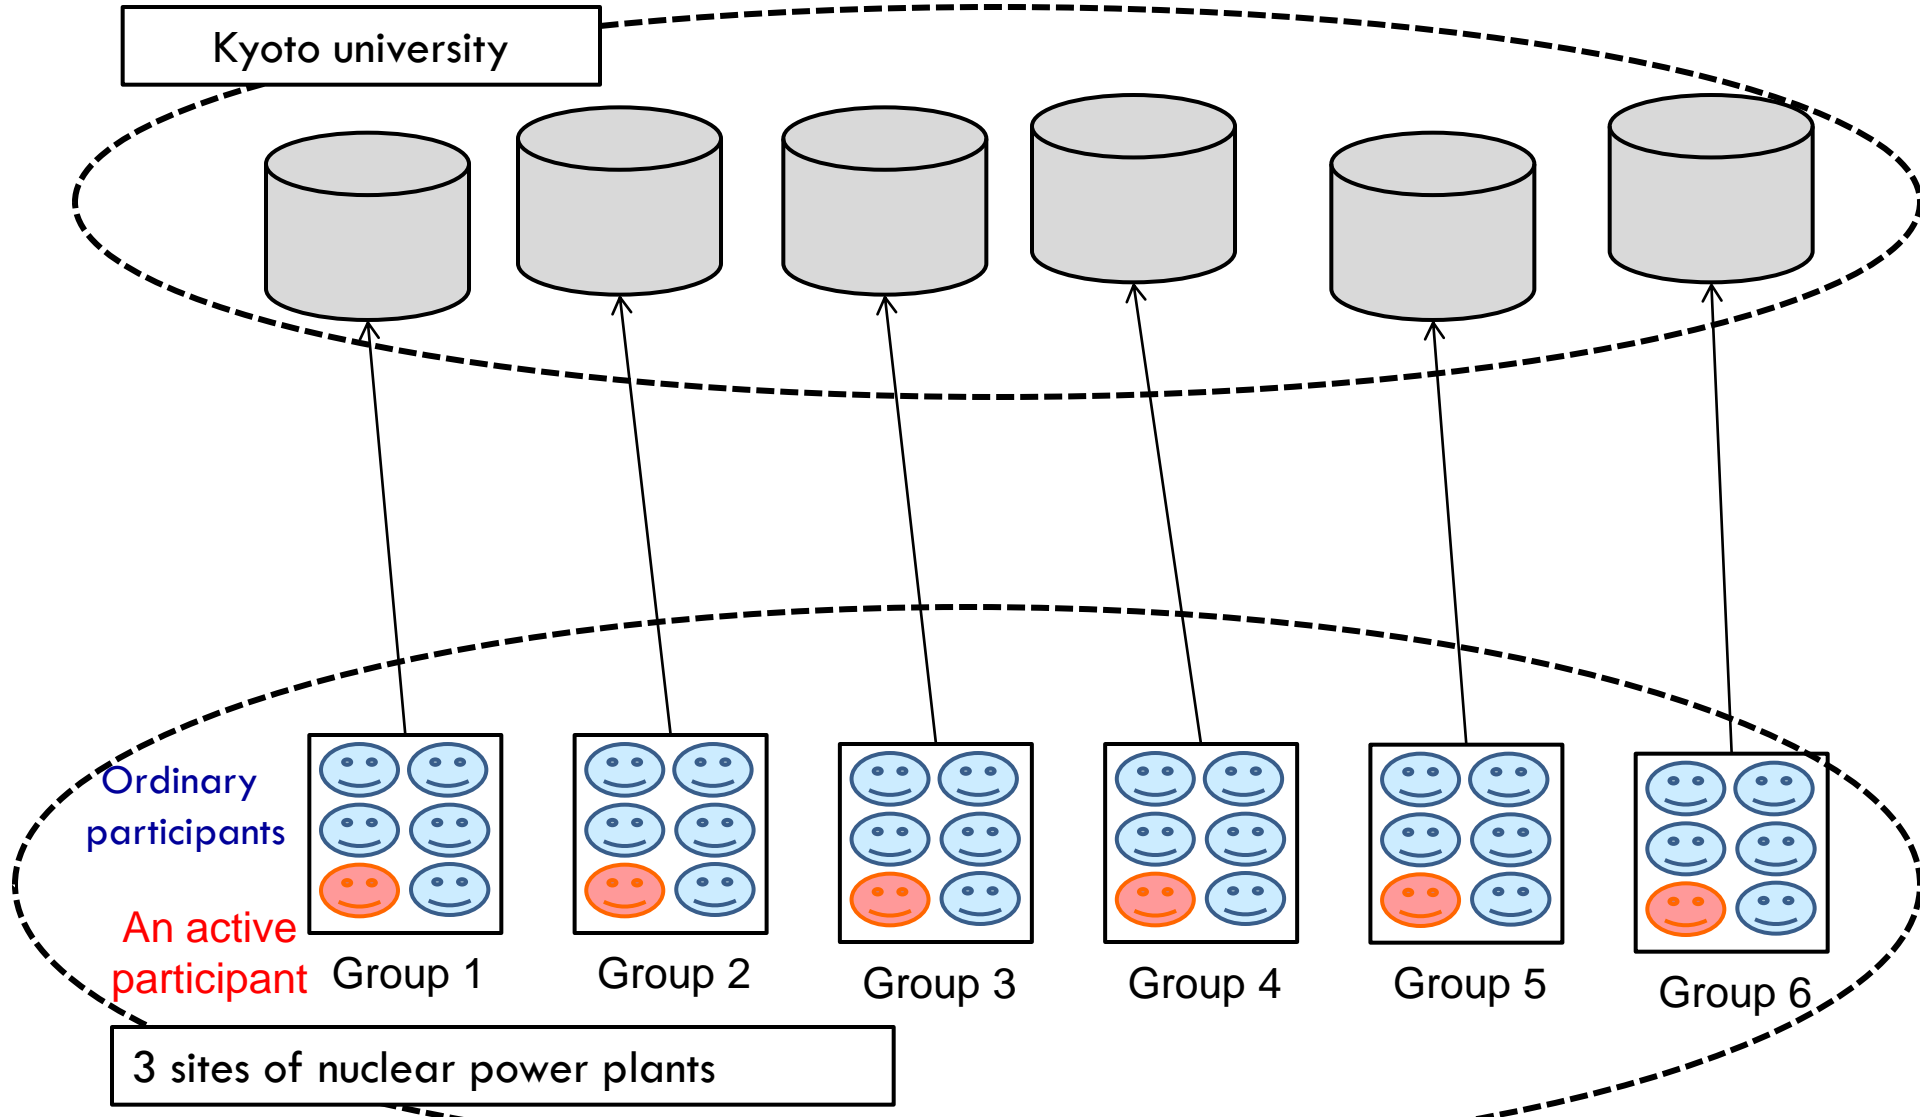 Kyoto university
Ordinary
participants
An active
participant
Group 1
Group 2
Group 3
Group 4
Group 5
Group 6
3 sites of nuclear power plants